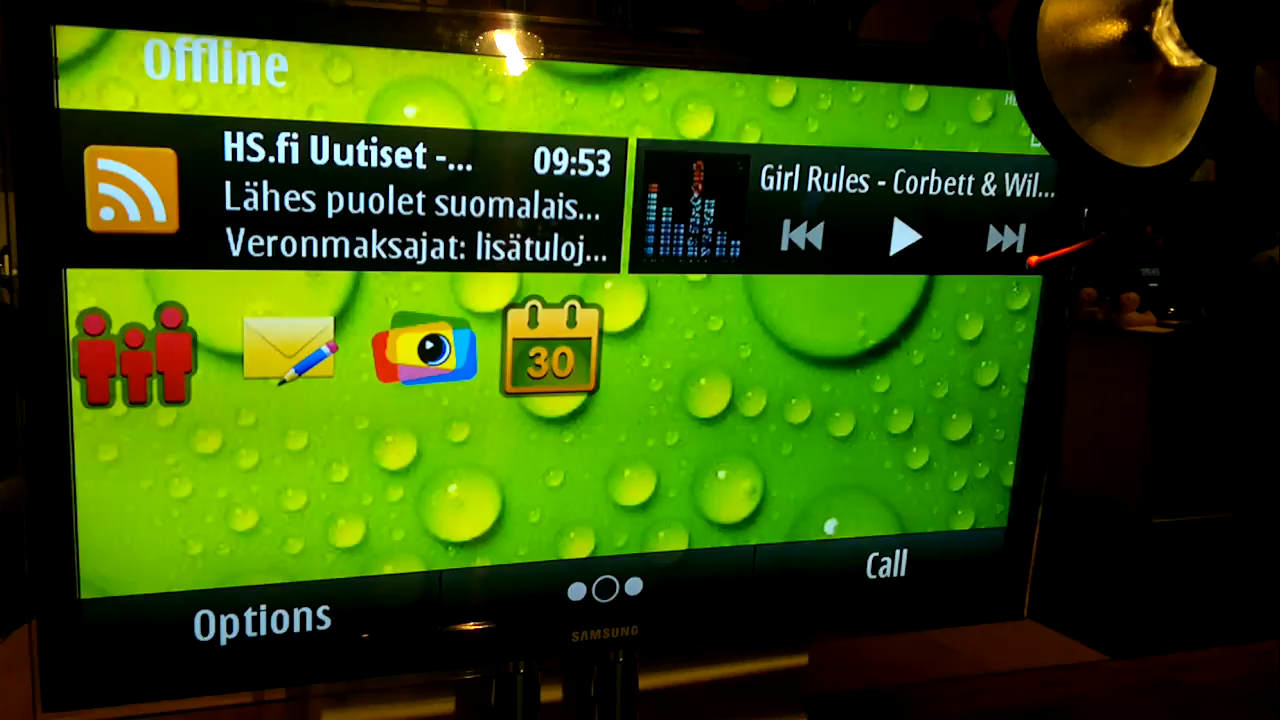 Offline
HS.fi Uutiset -... 09:53
Lähes puolet suomalais...
Veronmaksajat: lisätuloj...
Girl Rules - Corbett & Wil...
30
Options
Call
SAMSUNG